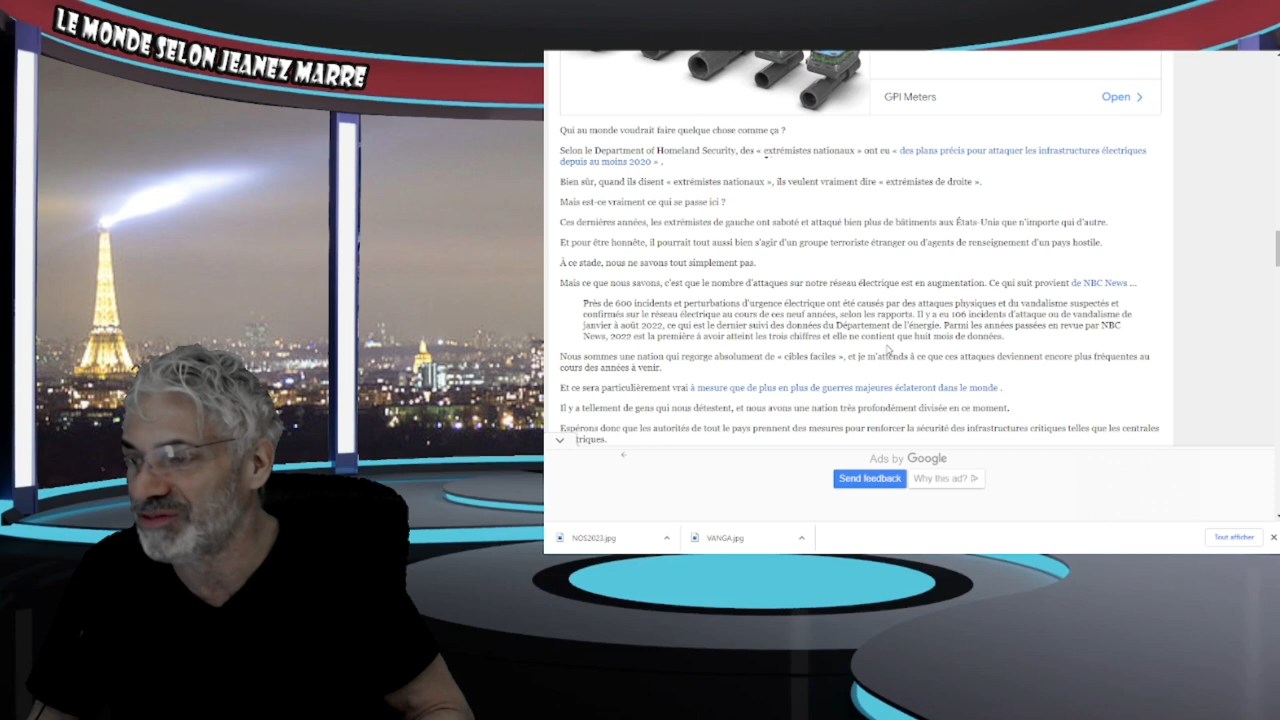 LE MONDE SELON JEANEZ MARRE
GPI Meters
Open
Qui au monde voudrait faire quelque chose comme ça ?
Selon le Department of Homeland Security, des « extrémistes nationaux » ont eu « des plans précis pour attaquer les infrastructures électriques
depuis au moins 2020 » .
Bien sûr, quand ils disent « extrémistes nationaux », ils veulent vraiment dire « extrémistes de droite ».
Mais est-ce vraiment ce qui se passe ici ?
Ces dernières années, les extrémistes de gauche ont saboté et attaqué bien plus de bâtiments aux États-Unis que n'importe qui d'autre.
Et pour être honnête, il pourrait tout aussi bien s'agir d'un groupe terroriste étranger ou d'agents de renseignement d'un pays hostile.
À ce stade, nous ne savons tout simplement pas.
Mais ce que nous savons, c'est que le nombre d'attaques sur notre réseau électrique est en augmentation. Ce qui suit provient de NBC News ...
Près de 600 incidents et perturbations d'urgence électrique ont été causés par des attaques physiques et du vandalisme suspectés et
confirmés sur le réseau électrique au cours de ces neuf années, selon les rapports. Il y a eu 106 incidents d'attaque ou de vandalisme de
janvier à août 2022, ce qui est le dernier suivi des données du Département de l'énergie. Parmi les années passées en revue par NBC
News, 2022 est la première à avoir atteint les trois chiffres et elle ne contient que huit mois de données.
Nous sommes une nation qui regorge absolument de « cibles faciles », et je m'attends à ce que ces attaques deviennent encore plus fréquentes au
cours des années à venir.
Et ce sera particulièrement vrai à mesure que de plus en plus de guerres majeures éclateront dans le monde .
Il y a tellement de gens qui nous détestent, et nous avons une nation très profondément divisée en ce moment.
Espérons donc que les autorités de tout le pays prennent des mesures pour renforcer la sécurité des infrastructures critiques telles que les centrales
triques.
Ads by Google
Send feedback
Why this ad?
NOS2023.jpg
VANGA.jpg
Tout afficher